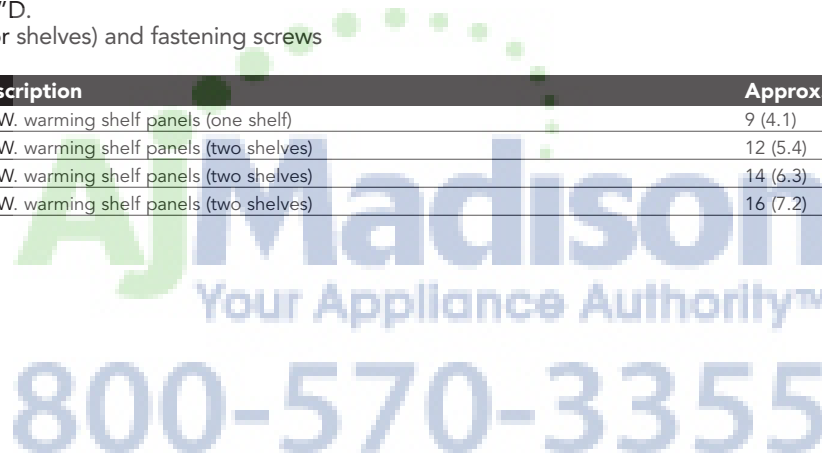 "D.
or shelves) and fastening screws
scription Approx
W. warming shelf panels (one shelf) 9 (4.1)
W. warming shelf panels (two shelves) 12 (5.4)
W. warming shelf panels (two shelves) 14 (6.3)
W. warming shelf panels (two shelves) 16 (7.2)
AjMadison
Your Appliance Authority™
800-570-3355